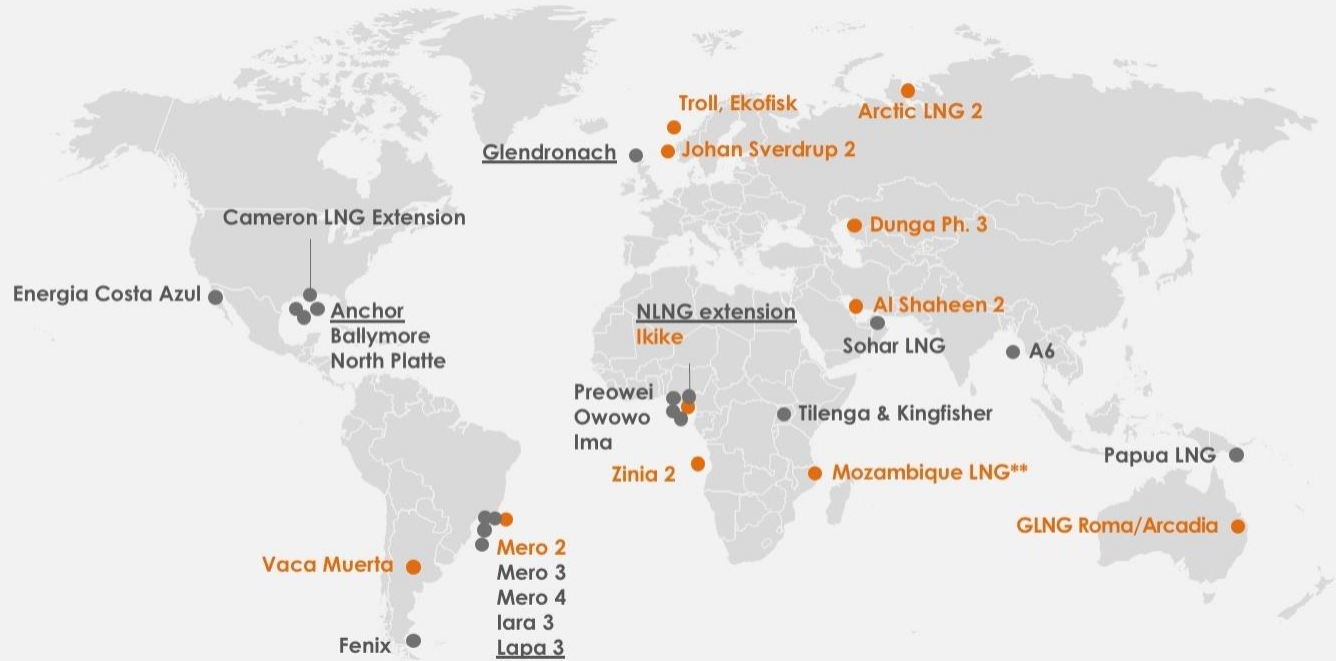 Troll, Ekofisk
Arctic LNG 2
Glendronach
Johan Sverdrup 2
Cameron LNG Extension
Dunga Ph. 3
Energia Costa Azul
Anchor
Ballymore
North Platte
NLNG extension
Ikike
Al Shaheen 2
Sohar LNG
A6
Preowei
Owowo
Ima
Tilenga & Kingfisher
Papua LNG
Zinia 2
Mozambique LNG**
GLNG Roma/Arcadia
Vaca Muerta
Mero 2
Mero 3
Mero 4
Iara 3
Lapa 3
Fenix